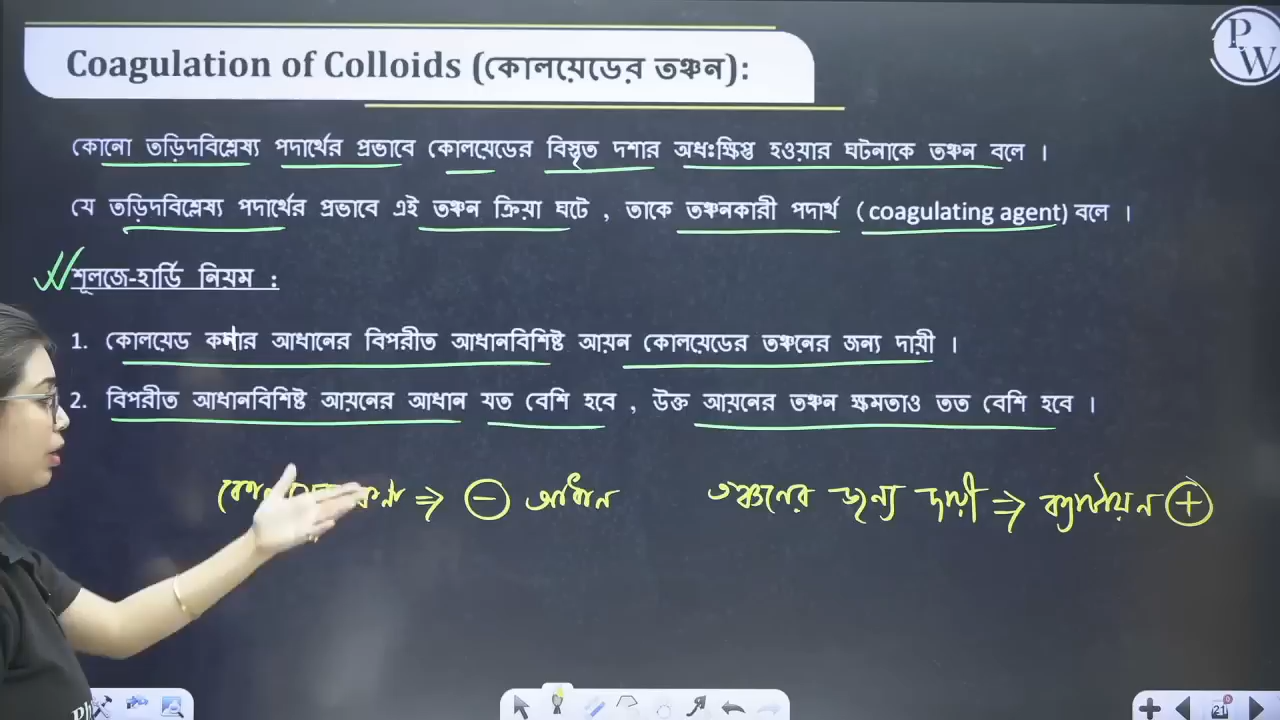 Coagulation of Colloids (কোলয়েডের তঞ্চন):
P
W
কোনো তড়িদবিশ্লেষ্য পদার্থের প্রভাবে কোলয়েডের বিস্তৃত দশার অধঃক্ষিপ্ত হওয়ার ঘটনাকে তঞ্চন বলে ।
যে তড়িদবিশ্লেষ্য পদার্থের প্রভাবে এই তঞ্চন ক্রিয়া ঘটে , তাকে তঞ্চনকারী পদার্থ ( coagulating agent) বলে ।
শূলজে-হার্ডি নিয়ম :
1. কোলয়েড কণার আধানের বিপরীত আধানবিশিষ্ট আয়ন কোলয়েডের তঞ্চনের জন্য দায়ী ।
2. বিপরীত আধানবিশিষ্ট আয়নের আধান যত বেশি হবে , উক্ত আয়নের তঞ্চন ক্ষমতাও তত বেশি হবে ।
⇒ − আধান তঞ্চনের জন্য দায়ী ⇒ ক্যাটায়ন +
21